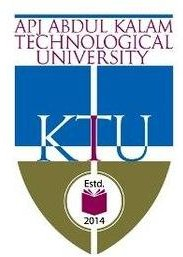 APJ ABDUL KALAM
TECHNOLOGICAL
UNIVERSITY
KTU
Estd.
2014